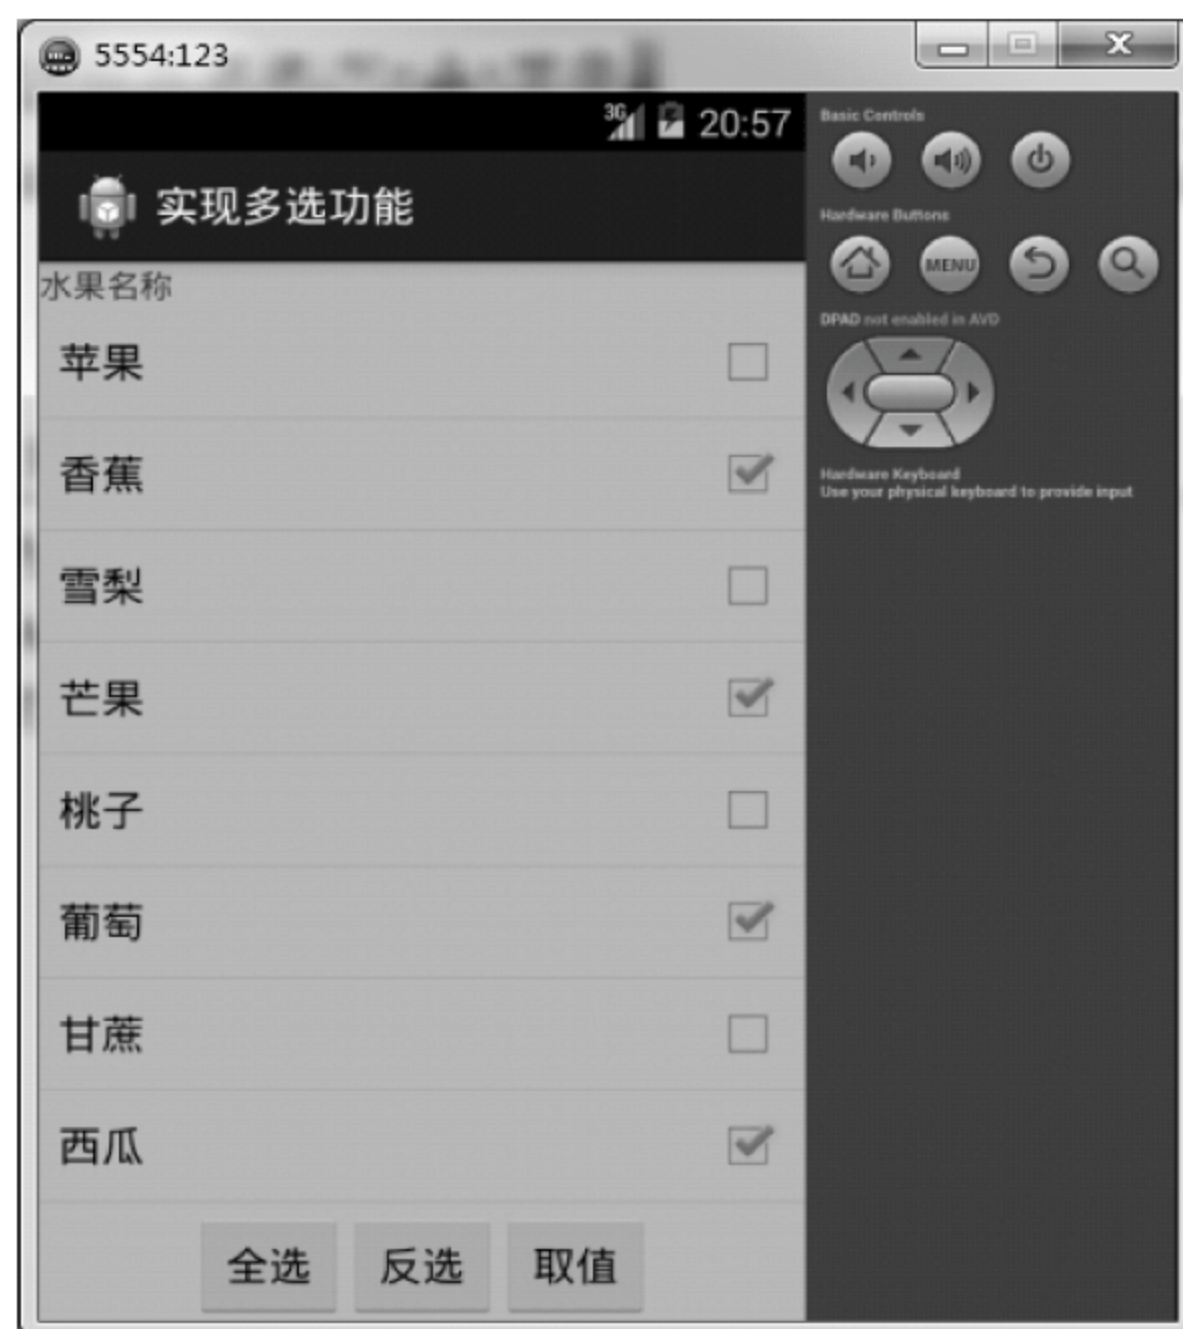 5554:123
3G 20:57
实现多选功能
水果名称
苹果
香蕉
雪梨
芒果
桃子
葡萄
甘蔗
西瓜
全选 反选 取值
Basic Controls
Hardware Buttons
MENU
DPAD not enabled in AVD
Hardware Keyboard
Use your physical keyboard to provide input